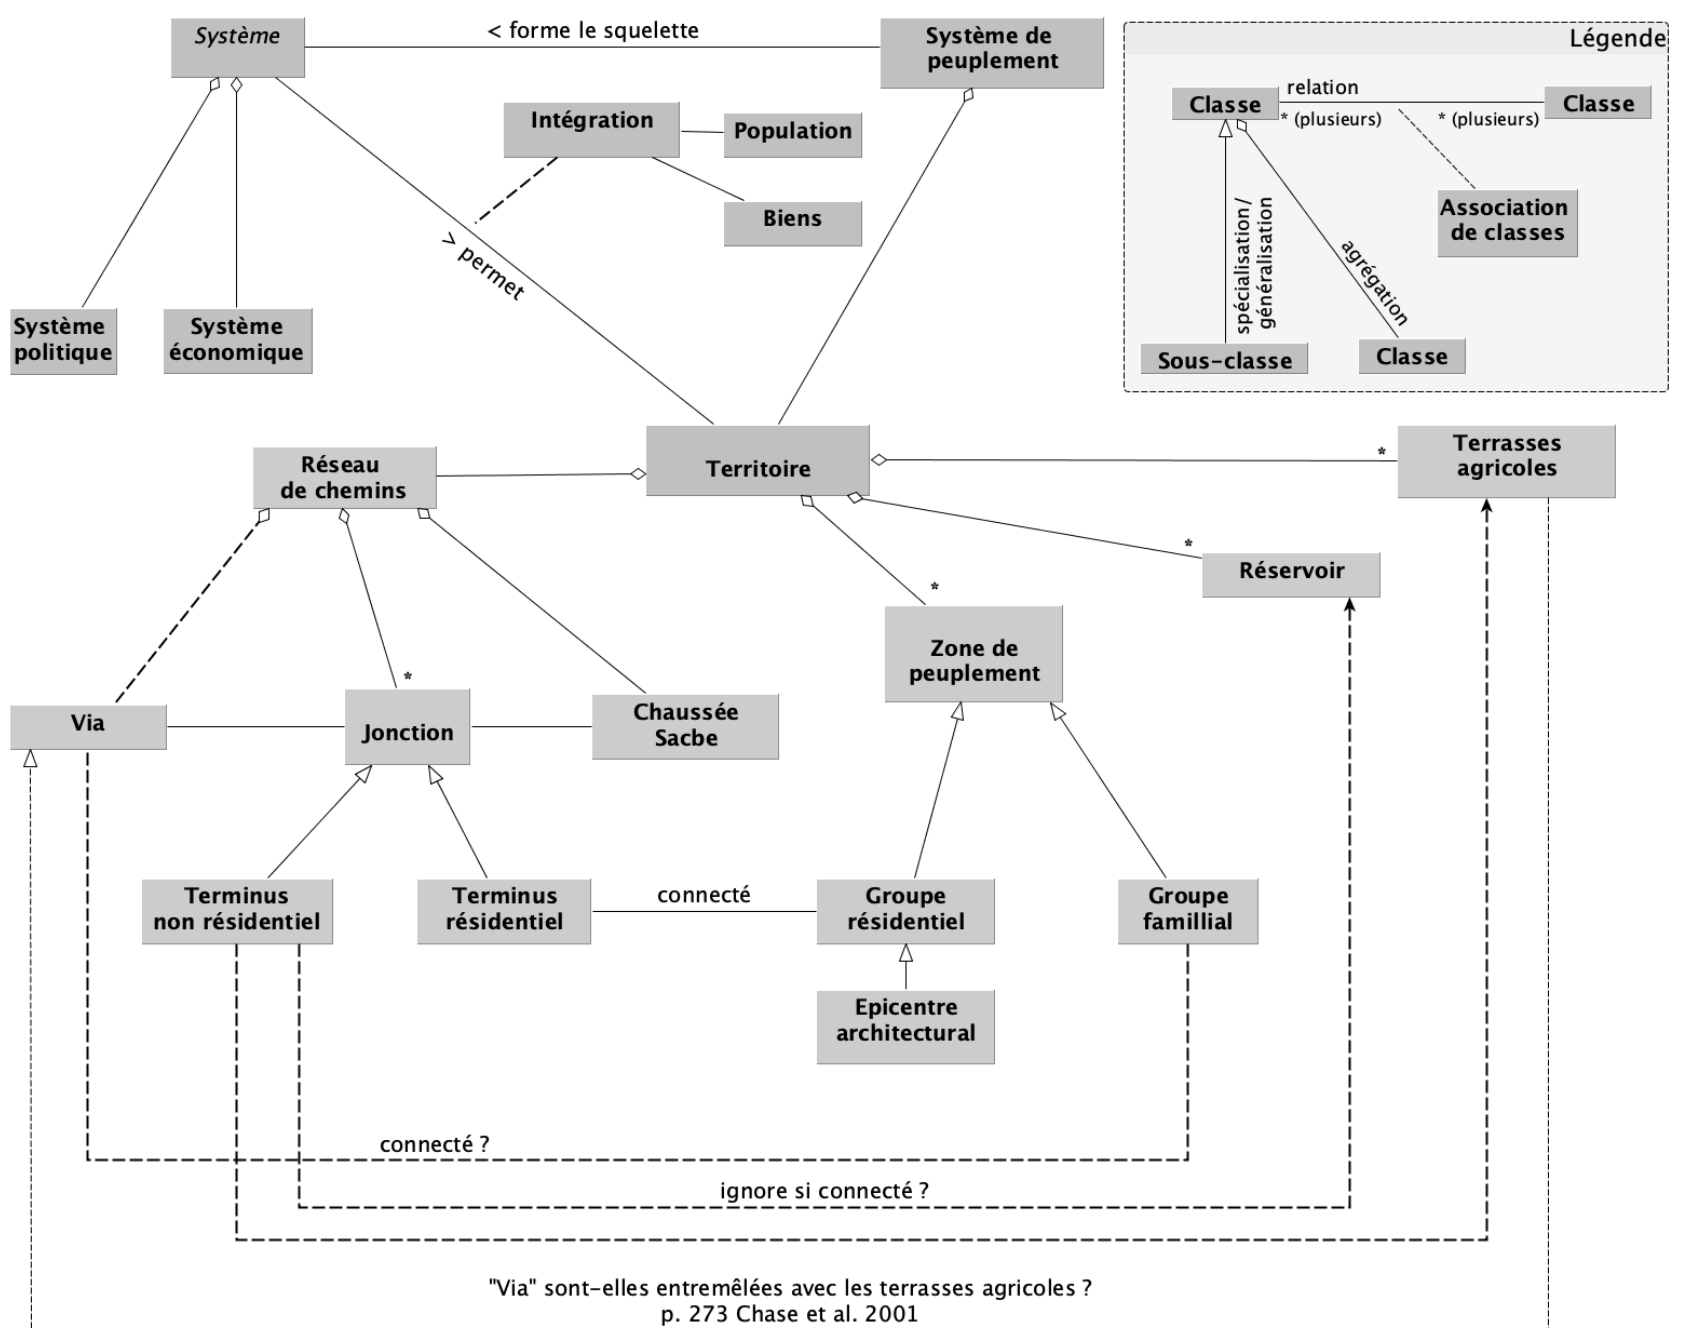 Système
< forme le squelette
Système de
peuplement
Légende
Classe
relation
* (plusieurs)
* (plusieurs)
Classe
Association
de classes
spécialisation/
généralisation
agrégation
Sous-classe
Classe
Intégration
Population
Biens
> permet
Système
politique
Système
économique
Réseau
de chemins
Territoire
*
Terrasses
agricoles
*
Réservoir
*
Zone de
peuplement
*
Via
Jonction
Chaussée
Sacbe
Terminus
non résidentiel
Terminus
résidentiel
connecté
Groupe
résidentiel
Groupe
famillial
Epicentre
architectural
connecté ?
ignore si connecté ?
"Via" sont-elles entremêlées avec les terrasses agricoles ?
p. 273 Chase et al. 2001